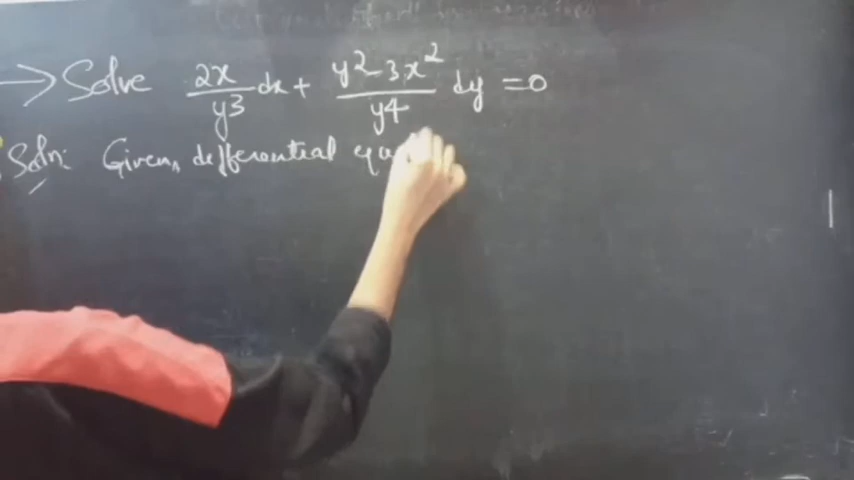 → Solve 2x/y3 dx + y2-3x²/y4 dy = 0
Soln: Given, differential equ